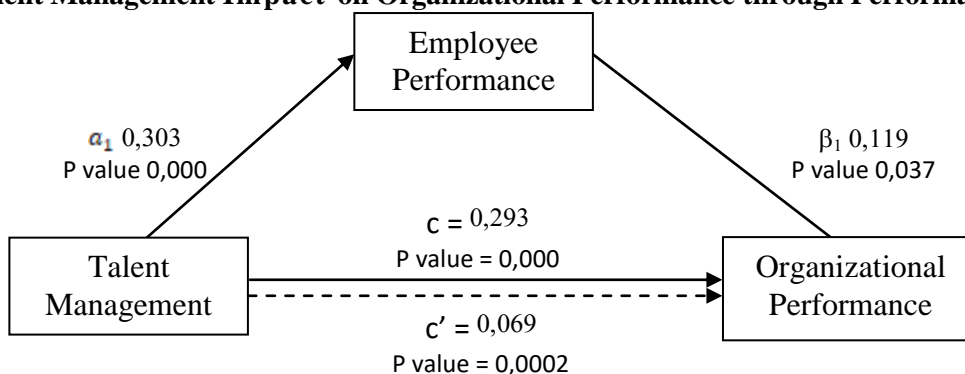 ent Management Impact on Organizational Performance through Performa
Employee
Performance
a₁ 0,303
P value 0,000
β₁ 0,119
P value 0,037
c = 0,293
P value = 0,000
Talent
Management
Organizational
Performance
c’ = 0,069
P value = 0,0002